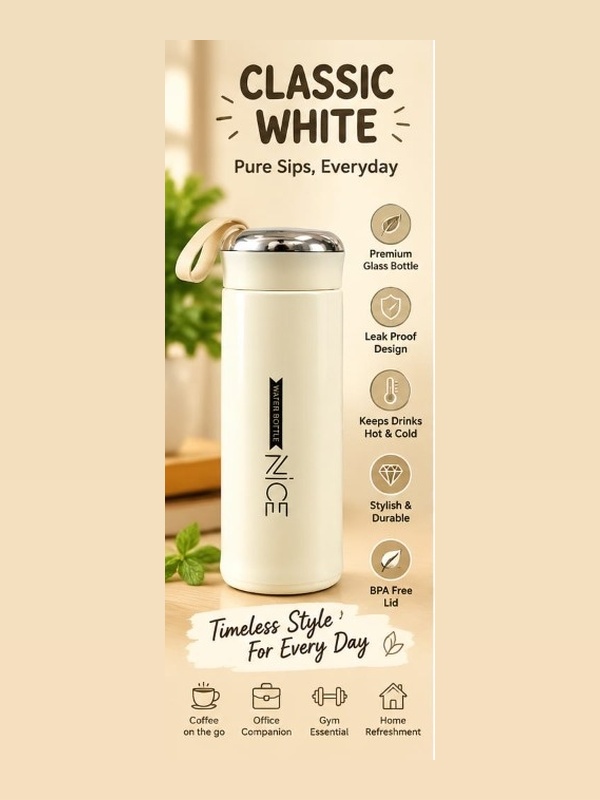 CLASSIC
WHITE
Pure Sips, Everyday
Premium
Glass Bottle
Leak Proof
Design
Keeps Drinks
Hot & Cold
Stylish &
Durable
BPA Free
Lid
WATER BOTTLE
NICE
Timeless Style
For Every Day
Coffee
on the go
Office
Companion
Gym
Essential
Home
Refreshment